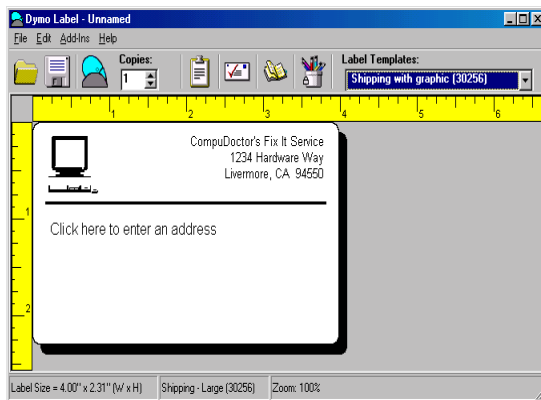 Dymo Label - Unnamed
File Edit Add-Ins Help
Copies:
1
Label Templates:
Shipping with graphic (30256)
1 2 3 4 5 6
CompuDoctor's Fix It Service
1234 Hardware Way
Livermore, CA 94550
1
Click here to enter an address
2
Label Size = 4.00" x 2.31" (W x H) Shipping - Large (30256) Zoom: 100%